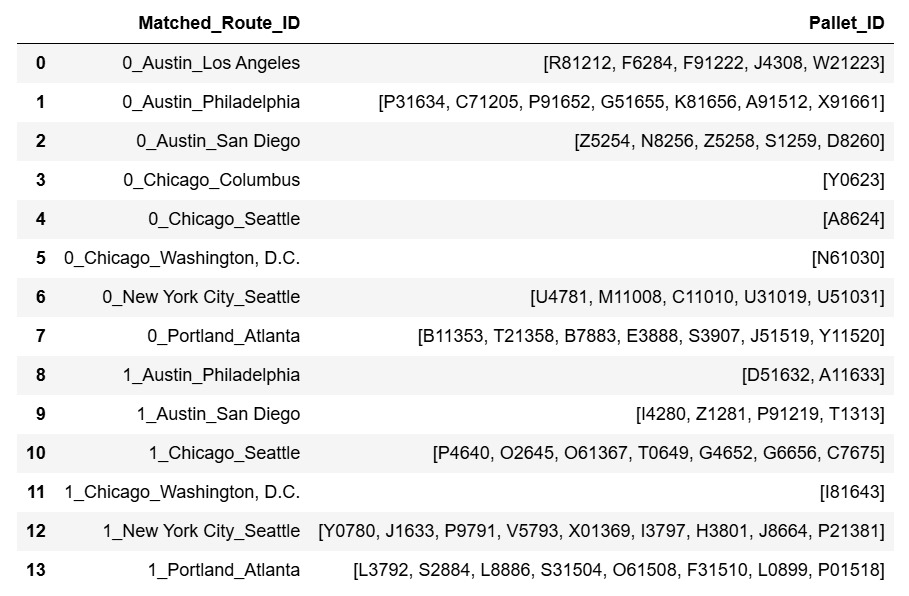 Matched_Route_ID Pallet_ID
0 0_Austin_Los Angeles [R81212, F6284, F91222, J4308, W21223]
1 0_Austin_Philadelphia [P31634, C71205, P91652, G51655, K81656, A91512, X91661]
2 0_Austin_San Diego [Z5254, N8256, Z5258, S1259, D8260]
3 0_Chicago_Columbus [Y0623]
4 0_Chicago_Seattle [A8624]
5 0_Chicago_Washington, D.C. [N61030]
6 0_New York City_Seattle [U4781, M11008, C11010, U31019, U51031]
7 0_Portland_Atlanta [B11353, T21358, B7883, E3888, S3907, J51519, Y11520]
8 1_Austin_Philadelphia [D51632, A11633]
9 1_Austin_San Diego [I4280, Z1281, P91219, T1313]
10 1_Chicago_Seattle [P4640, O2645, O61367, T0649, G4652, G6656, C7675]
11 1_Chicago_Washington, D.C. [I81643]
12 1_New York City_Seattle [Y0780, J1633, P9791, V5793, X01369, I3797, H3801, J8664, P21381]
13 1_Portland_Atlanta [L3792, S2884, L8886, S31504, O61508, F31510, L0899, P01518]